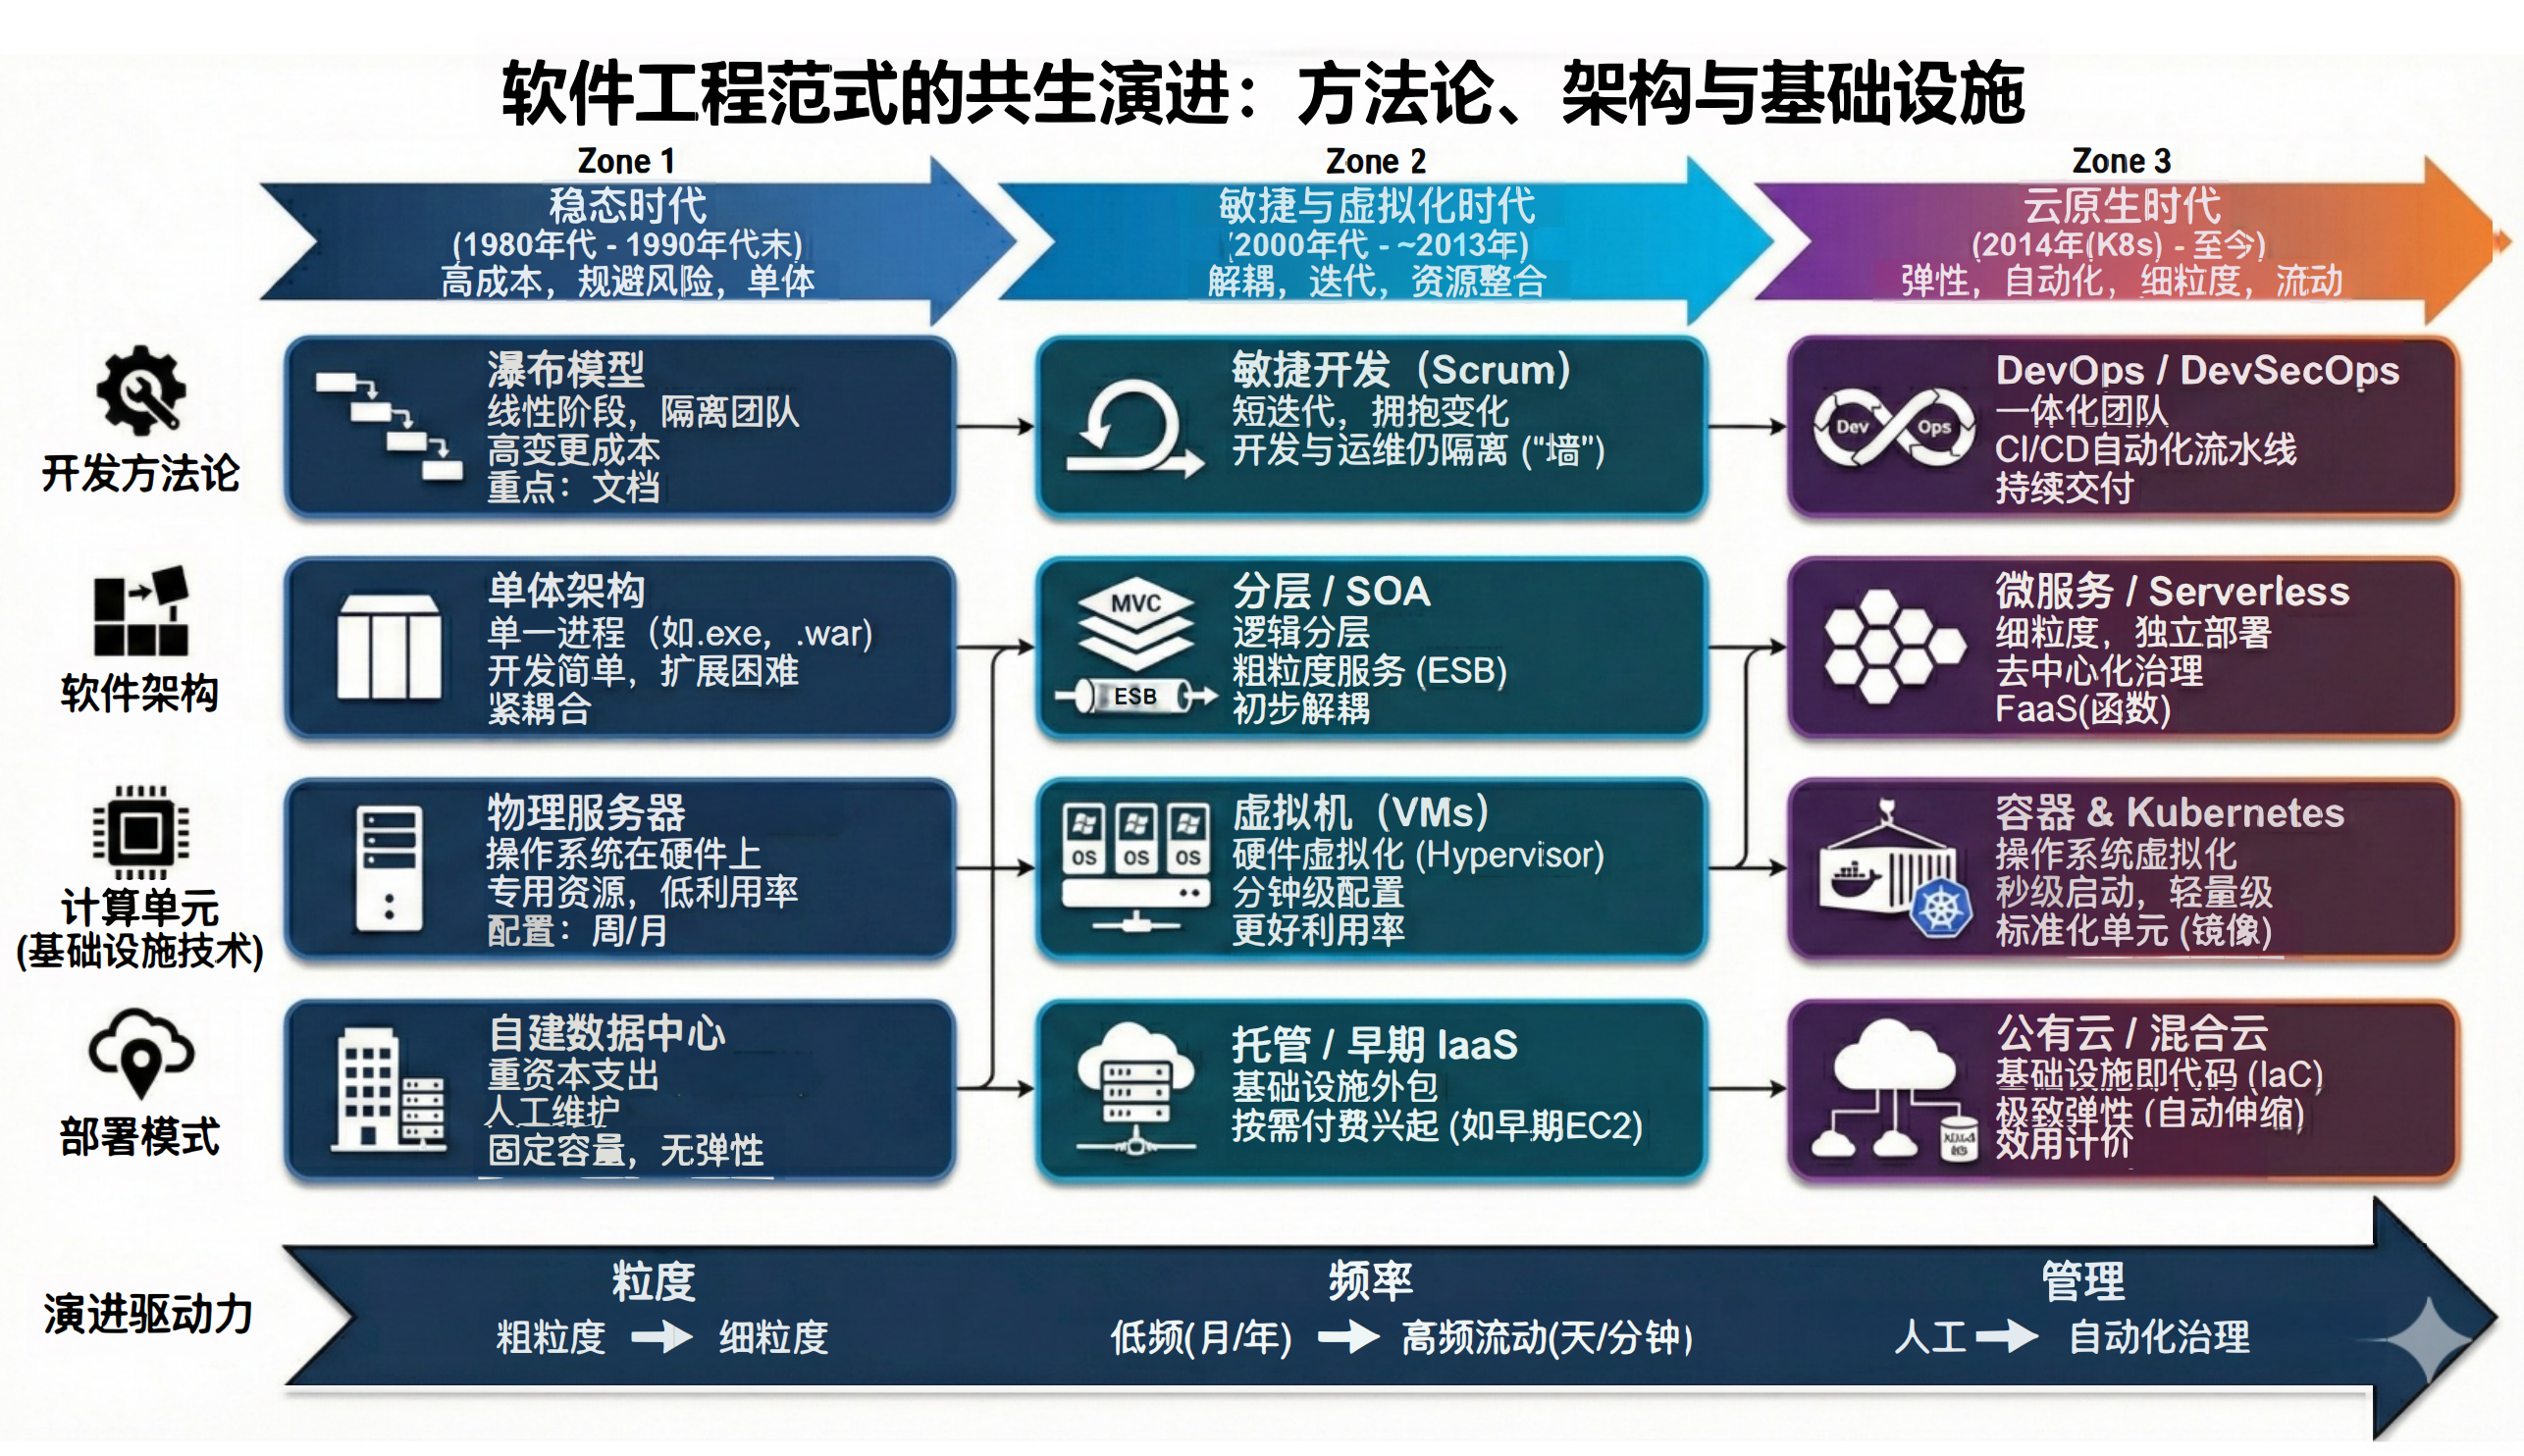 软件工程范式的共生演进：方法论、架构与基础设施
Zone 1
稳态时代
(1980年代 - 1990年代末)
高成本，规避风险，单体
Zone 2
敏捷与虚拟化时代
(2000年代 - ~2013年)
解耦，迭代，资源整合
Zone 3
云原生时代
(2014年(K8s) - 至今)
弹性，自动化，细粒度，流动
开发方法论
瀑布模型
线性阶段，隔离团队
高变更成本
重点：文档
敏捷开发（Scrum）
短迭代，拥抱变化
开发与运维仍隔离 ("墙")
Dev
Ops
DevOps / DevSecOps
一体化团队
CI/CD自动化流水线
持续交付
软件架构
单体架构
单一进程（如.exe，.war)
开发简单，扩展困难
紧耦合
MVC
ESB
分层 / SOA
逻辑分层
粗粒度服务 (ESB)
初步解耦
微服务 / Serverless
细粒度，独立部署
去中心化治理
FaaS(函数)
计算单元
(基础设施技术)
物理服务器
操作系统在硬件上
专用资源，低利用率
配置：周/月
OS
OS
OS
虚拟机（VMs）
硬件虚拟化 (Hypervisor)
分钟级配置
更好利用率
容器 & Kubernetes
操作系统虚拟化
秒级启动，轻量级
标准化单元 (镜像)
部署模式
自建数据中心
重资本支出
人工维护
固定容量，无弹性
托管 / 早期 IaaS
基础设施外包
按需付费兴起 (如早期EC2)
公有云 / 混合云
基础设施即代码 (IaC)
极致弹性 (自动伸缩)
效用计价
演进驱动力
粒度
粗粒度
细粒度
频率
低频(月/年)
高频流动(天/分钟)
管理
人工
自动化治理